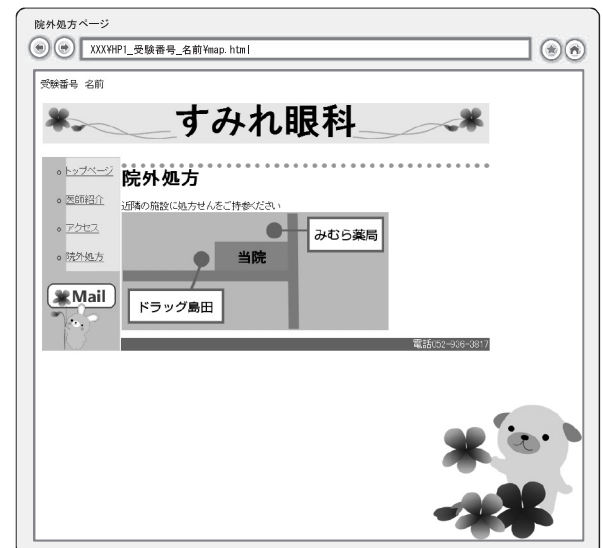 院外処方ページ
XXX¥HP1_受験番号_名前¥map.html
受験番号 名前
すみれ眼科
トップページ
医師紹介
アクセス
院外処方
Mail
院外処方
近隣の施設に処方せんをご持参ください
みむら薬局
当院
ドラッグ島田
電話052-936-3817